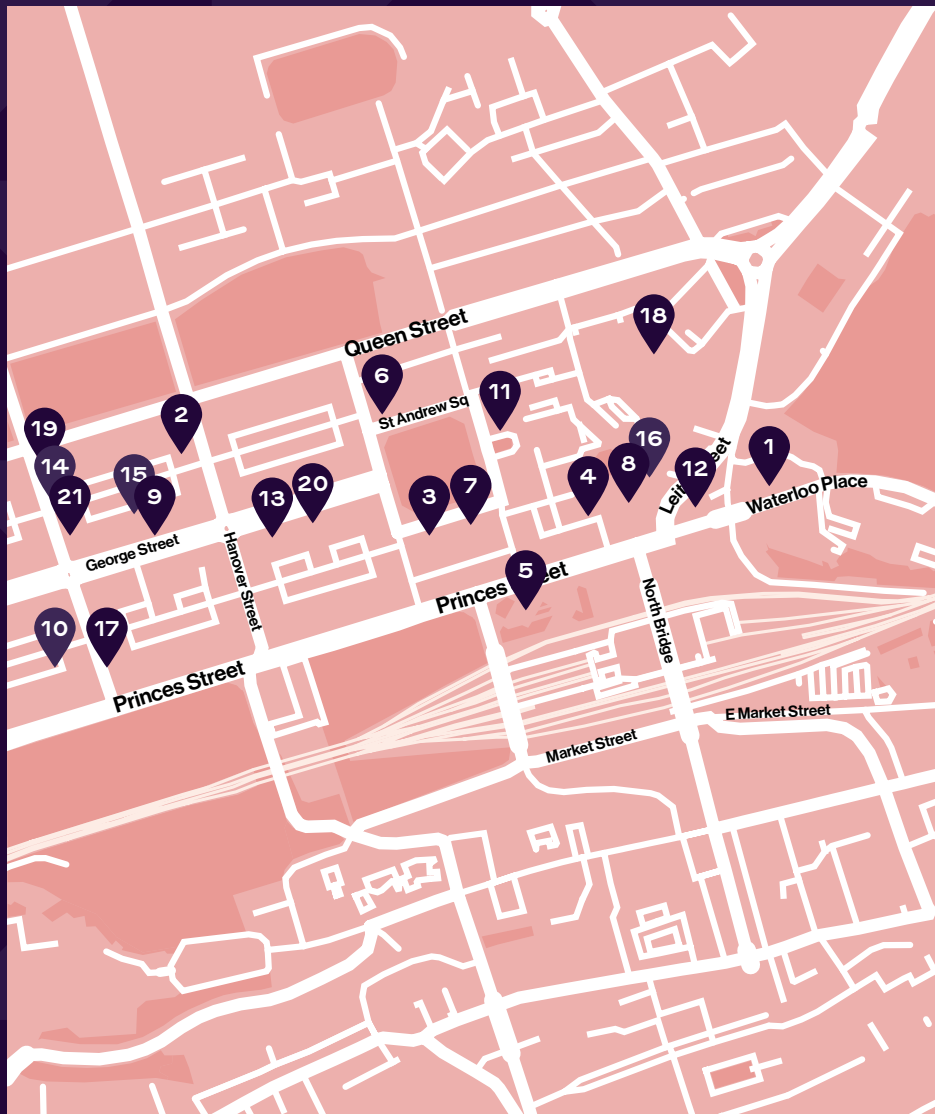 18
Queen Street
6
11
St Andrew Sq
2
19
14
15
21
9
13
20
3
7
4
8
16
12
1
Leith Street
Waterloo Place
George Street
Hanover Street
5
Princes Street
North Bridge
10
17
Princes Street
E Market Street
Market Street